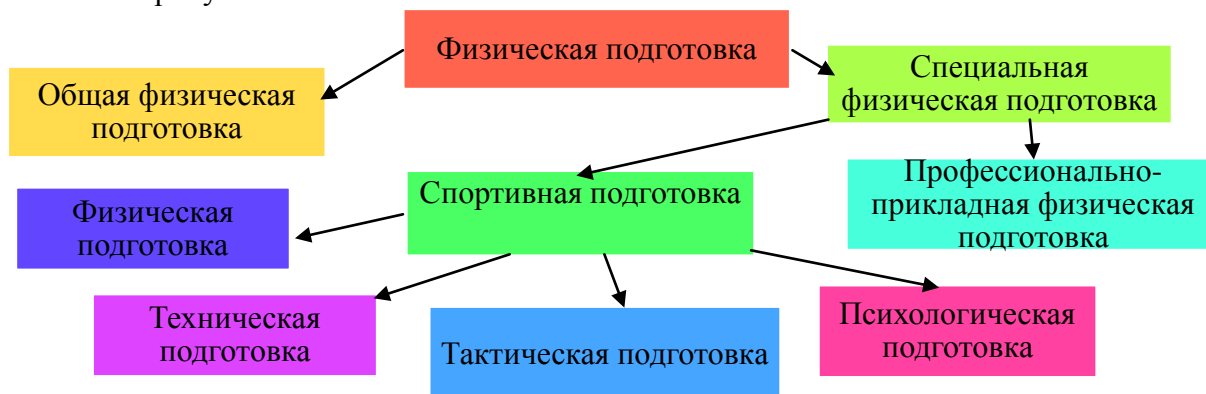 Физическая подготовка
Общая физическая
подготовка
Специальная
физическая подготовка
Физическая
подготовка
Спортивная подготовка
Профессионально-
прикладная физическая
подготовка
Техническая
подготовка
Тактическая подготовка
Психологическая
подготовка